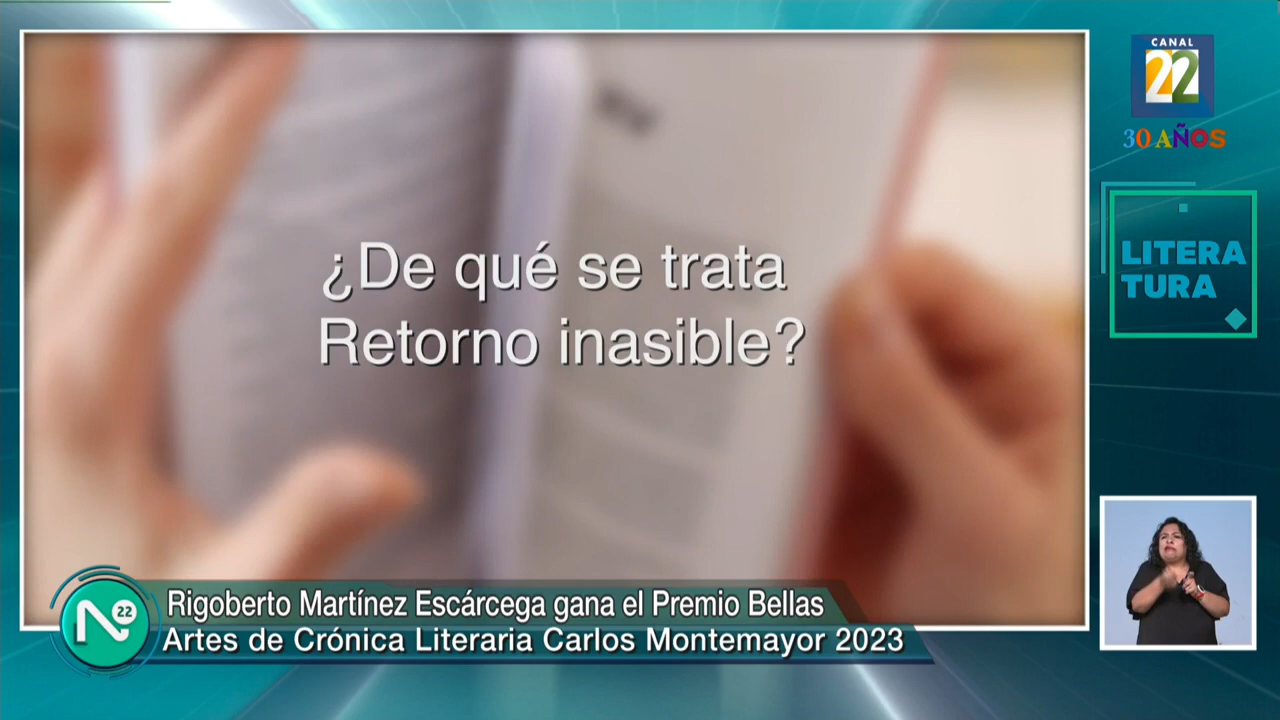 CANAL
22
30 AÑOS
LITERA
TURA
¿De qué se trata
Retorno inasible?
N22
Rigoberto Martínez Escárcega gana el Premio Bellas
Artes de Crónica Literaria Carlos Montemayor 2023